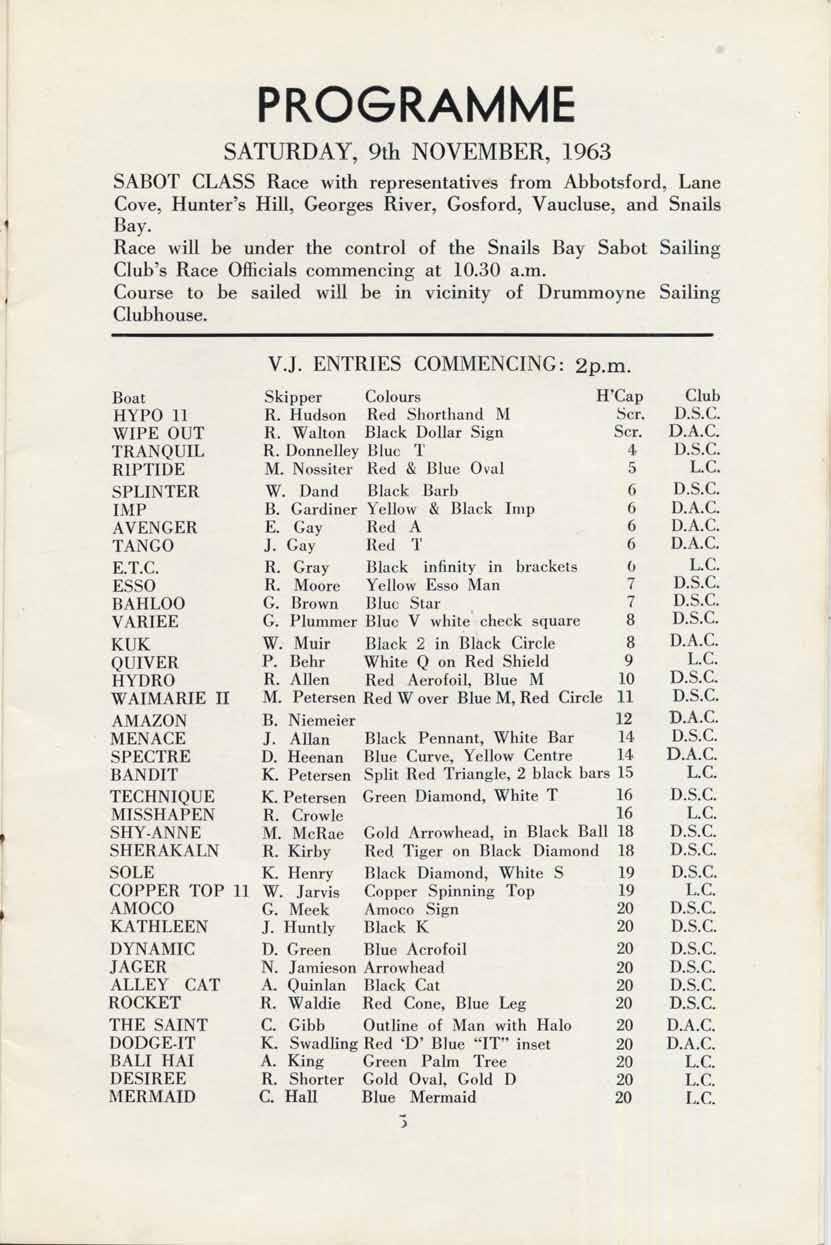 PROGRAMME
SATURDAY, 9th NOVEMBER, 1963
SABOT CLASS Race with representatives from Abbotsford, Lane
Cove, Hunter's Hill, Georges River, Gosford, Vaucluse, and Snails
Bay.
Race will be under the control of the Snails Bay Sabot Sailing
Club's Race Officials commencing at 10.30 a.m.
Course to be sailed will be in vicinity of Drummoyne Sailing
Clubhouse.
V.J. ENTRIES COMMENCING: 2p.m.
Boat Skipper Colours H'Cap Club
HYPO 11 R. Hudson Red Shorthand M Scr. D.S.C.
WIPE OUT R. Walton Black Dollar Sign Scr. D.A.C.
TRANQUIL R. Donnelley Blue T 4 D.S.C.
RIPTIDE M. Nossiter Red & Blue Oval 5 L.C.
SPLINTER W. Dand Black Barb 6 D.S.C.
IMP B. Gardiner Yellow & Black Imp 6 D.A.C.
AVENGER E. Gay Red A 6 D.A.C.
TANGO J. Gay Red T 6 D.A.C.
E.T.C. R. Gray Black infinity in brackets 6 L.C.
ESSO R. Moore Yellow Esso Man 7 D.S.C.
BAHLOO G. Brown Blue Star 7 D.S.C.
VARIEE G. Plummer Blue V white check square 8 D.S.C.
KUK W. Muir Black 2 in Black Circle 8 D.A.C.
QUIVER P. Behr White Q on Red Shield 9 L.C.
HYDRO R. Allen Red Aerofoil, Blue M 10 D.S.C.
WAIMARIE II M. Petersen Red W over Blue M, Red Circle 11 D.S.C.
AMAZON B. Niemeier 12 D.A.C.
MENACE J. Allan Black Pennant, White Bar 14 D.S.C.
SPECTRE D. Heenan Blue Curve, Yellow Centre 14 D.A.C.
BANDIT K. Petersen Split Red Triangle, 2 black bars 15 L.C.
TECHNIQUE K. Petersen Green Diamond, White T 16 D.S.C.
MISSHAPEN R. Crowle 16 L.C.
SHY-ANNE M. McRae Gold Arrowhead, in Black Ball 18 D.S.C.
SHERAKALN R. Kirby Red Tiger on Black Diamond 18 D.S.C.
SOLE K. Henry Black Diamond, White S 19 D.S.C.
COPPER TOP 11 W. Jarvis Copper Spinning Top 19 L.C.
AMOCO G. Meek Amoco Sign 20 D.S.C.
KATHLEEN J. Huntly Black K 20 D.S.C.
DYNAMIC D. Green Blue Acrofoil 20 D.S.C.
JAGER N. Jamieson Arrowhead 20 D.S.C.
ALLEY CAT A. Quinlan Black Cat 20 D.S.C.
ROCKET R. Waldie Red Cone, Blue Leg 20 D.S.C.
THE SAINT C. Gibb Outline of Man with Halo 20 D.A.C.
DODGE-IT K. Swadling Red 'D' Blue "IT" inset 20 D.A.C.
BALI HAI A. King Green Palm Tree 20 L.C.
DESIREE R. Shorter Gold Oval, Gold D 20 L.C.
MERMAID C. Hall Blue Mermaid 20 L.C.